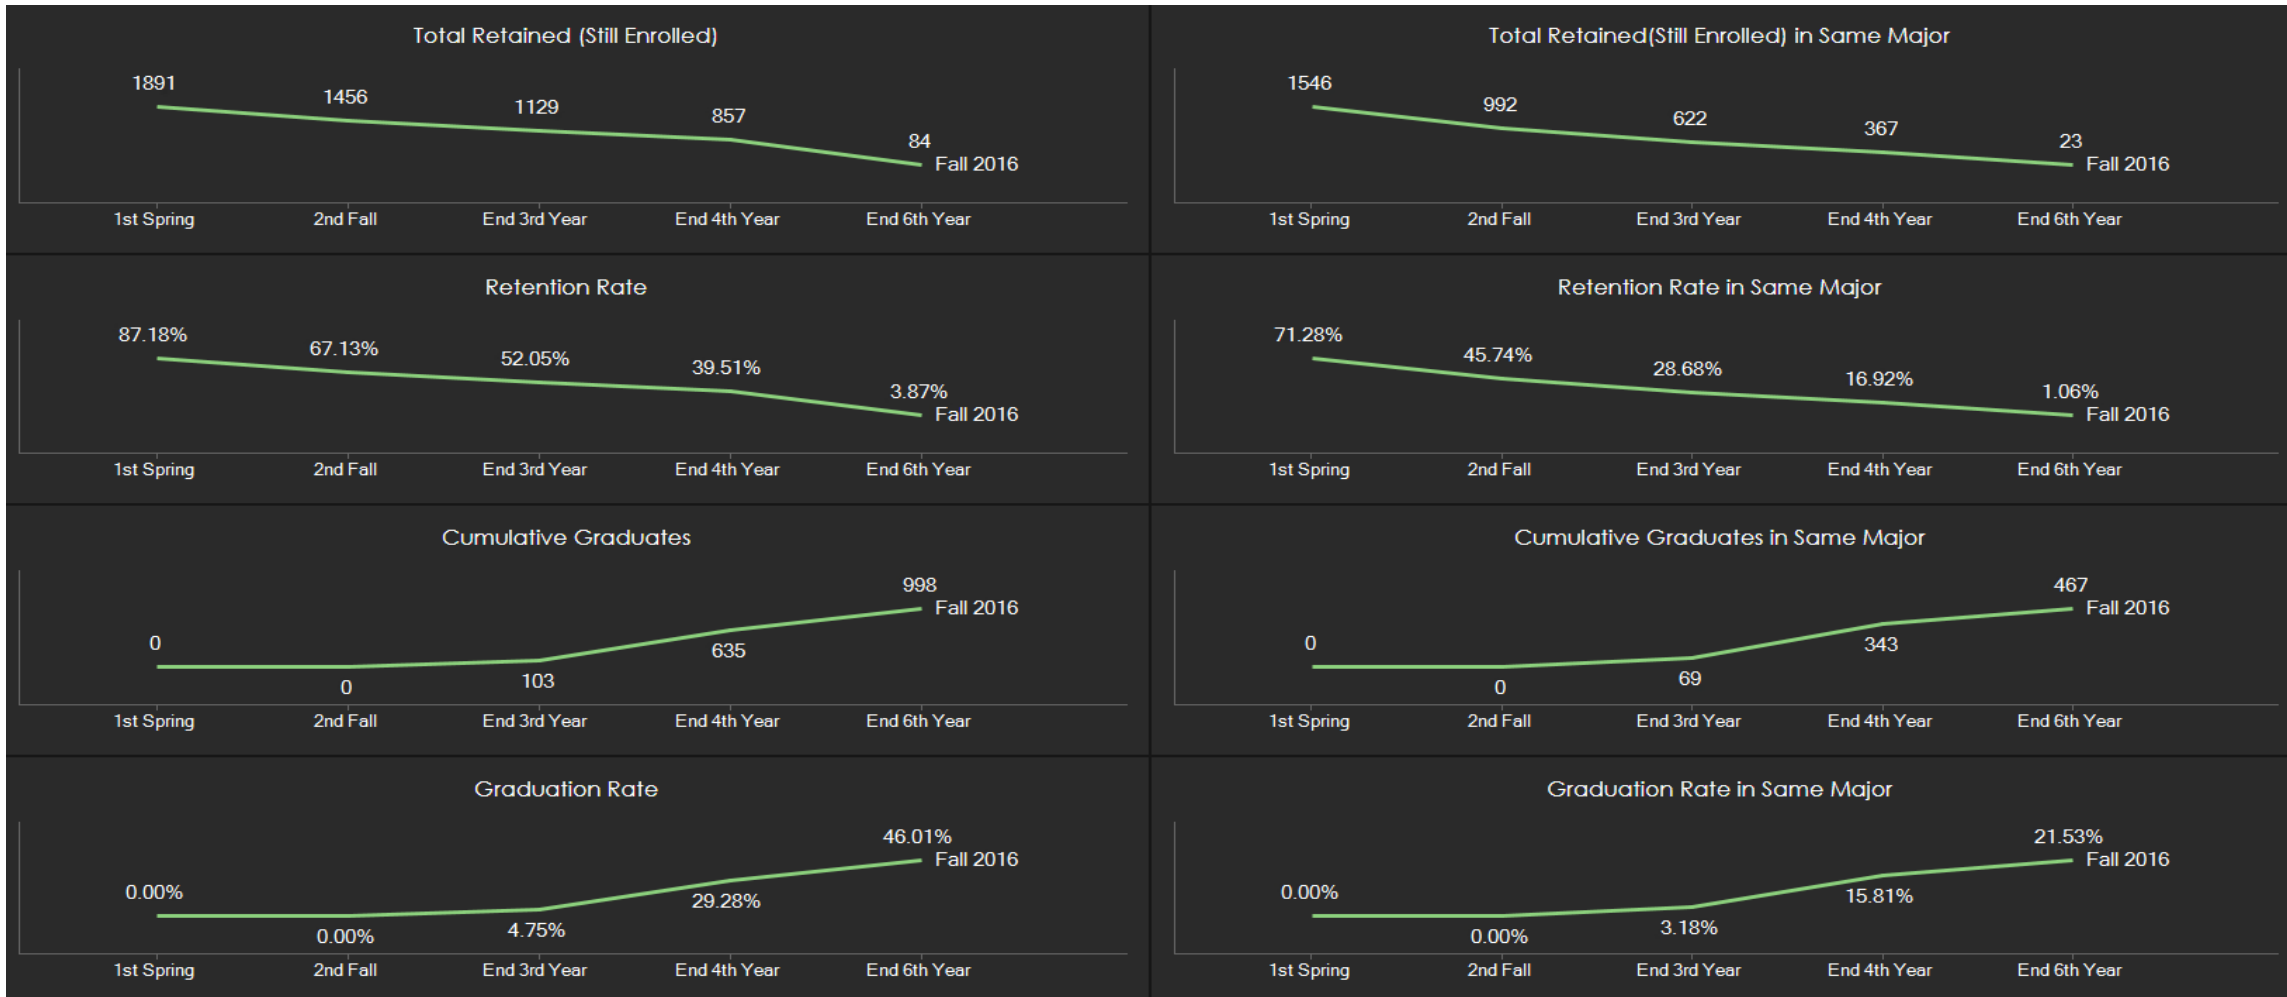 Total Retained (Still Enrolled)
1891
1456
1129
857
84
Fall 2016
1st Spring
2nd Fall
End 3rd Year
End 4th Year
End 6th Year
Total Retained(Still Enrolled) in Same Major
1546
992
622
367
23
Fall 2016
1st Spring
2nd Fall
End 3rd Year
End 4th Year
End 6th Year
Retention Rate
87.18%
67.13%
52.05%
39.51%
3.87%
Fall 2016
1st Spring
2nd Fall
End 3rd Year
End 4th Year
End 6th Year
Retention Rate in Same Major
71.28%
45.74%
28.68%
16.92%
1.06%
Fall 2016
1st Spring
2nd Fall
End 3rd Year
End 4th Year
End 6th Year
Cumulative Graduates
0
0
103
635
998
Fall 2016
1st Spring
2nd Fall
End 3rd Year
End 4th Year
End 6th Year
Cumulative Graduates in Same Major
0
0
69
343
467
Fall 2016
1st Spring
2nd Fall
End 3rd Year
End 4th Year
End 6th Year
Graduation Rate
0.00%
0.00%
4.75%
29.28%
46.01%
Fall 2016
1st Spring
2nd Fall
End 3rd Year
End 4th Year
End 6th Year
Graduation Rate in Same Major
0.00%
0.00%
3.18%
15.81%
21.53%
Fall 2016
1st Spring
2nd Fall
End 3rd Year
End 4th Year
End 6th Year